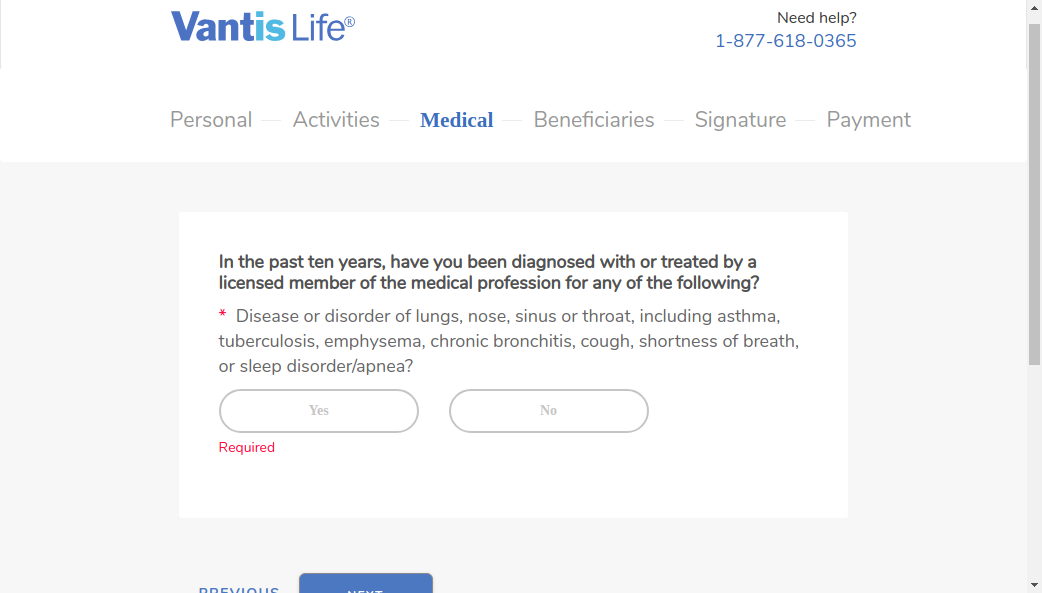 Vantis Life®
Need help?
1-877-618-0365
Personal — Activities — Medical — Beneficiaries — Signature — Payment
In the past ten years, have you been diagnosed with or treated by a
licensed member of the medical profession for any of the following?
* Disease or disorder of lungs, nose, sinus or throat, including asthma,
tuberculosis, emphysema, chronic bronchitis, cough, shortness of breath,
or sleep disorder/apnea?
Yes
No
Required
PREVIOUS
NEXT